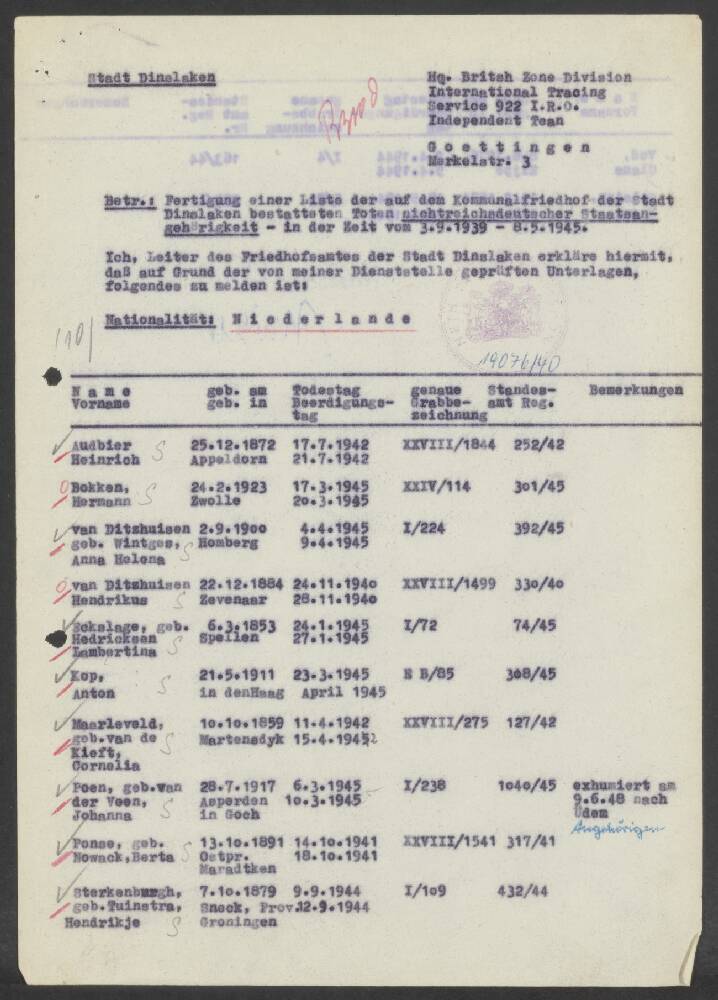 Stadt Dinslaken
Hq. Britsh Zone Division
International Tracing
Service 922 I.R.O.
Independent Team
Goettingen
Merkelstr. 3
Betr.: Fertigung einer Liste der auf dem Kommunalfriedhof der Stadt
Dinslaken bestatteten Toten nichtreichsdeutscher Staatsan-
gehörigkeit - in der Zeit vom 3.9.1939 - 8.5.1945.
Ich, Leiter des Friedhofsamtes der Stadt Dinslaken erkläre hiermit,
daß auf Grund der von meiner Dienststelle geprüften Unterlagen,
folgendes zu melden ist:
Nationalität: Niederlande
19076/40
Name geb. am Todestag genaue Standes- Bemerkungen
Vorname geb. in Beerdigungs- Grabbe- amt Reg.
tag zeichnung
Audbier 25.12.1872 17.7.1942 XXVIII/1844 252/42
Heinrich Appeldorn 21.7.1942
Bokken, 24.2.1923 17.3.1945 XXIV/114 301/45
Hermann Zwolle 20.3.1945
van Ditzhuisen 2.9.1900 4.4.1945 I/224 392/45
geb. Wintges, Homberg 9.4.1945
Anna Helena
van Ditzhuisen 22.12.1884 24.11.1940 XXVIII/1499 330/40
Hendrikus Zevenaar 28.11.1940
Eckslage, geb. 6.3.1853 24.1.1945 I/72 74/45
Hedricksen Spellen 27.1.1945
Lambertina
Kop, 21.5.1911 23.3.1945 E B/85 308/45
Anton in denHaag April 1945
Maarleveld, 10.10.1859 11.4.1942 XXVIII/275 127/42
geb.van de Martensdyk 15.4.1942
Kieft,
Cornelia
Poen, geb.van 28.7.1917 6.3.1945 I/238 1040/45 exhumiert am
der Veen, Asperden 10.3.1945 9.6.48 nach
Johanna in Goch Üdem
Angehörigen
Ponse, geb. 13.10.1891 14.10.1941 XXVIII/1541 317/41
Nowack,Berta Ostpr. 18.10.1941
Maradtken
Sterkenburgh, 7.10.1879 9.9.1944 I/109 432/44
geb.Tuinstra, Sneek, Prov.12.9.1944
Hendrikje Groningen